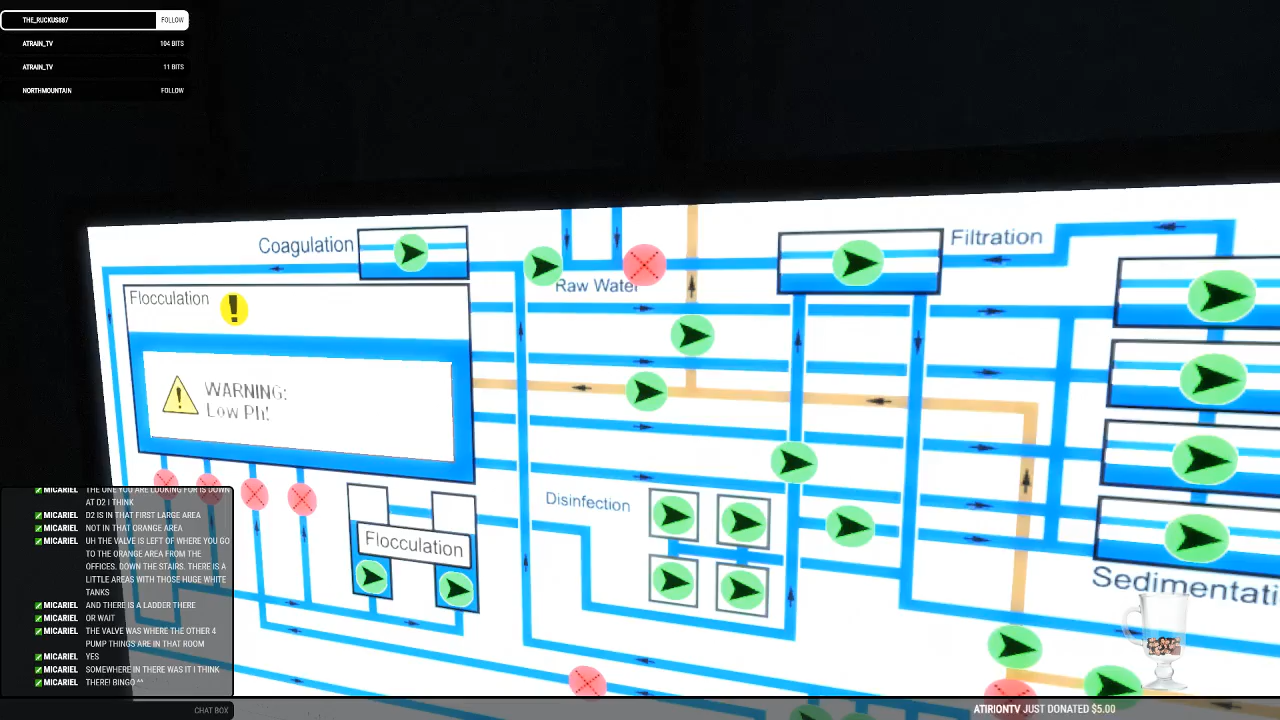 THE_RUCKUS687 FOLLOW
ATRAIN_TV 104 BITS
ATRAIN_TV 11 BITS
NORTHMOUNTAIN FOLLOW
Coagulation
Filtration
Raw Water
Flocculation
WARNING:
Low Ph!
Disinfection
Flocculation
Sedimentati
MICARIEL THE ONE YOU ARE LOOKING FOR IS DOWN
AT D2 I THINK
MICARIEL D2 IS IN THAT FIRST LARGE AREA
MICARIEL NOT IN THAT ORANGE AREA
MICARIEL UH THE VALVE IS LEFT OF WHERE YOU GO
TO THE ORANGE AREA FROM THE
OFFICES. DOWN THE STAIRS. THERE IS A
LITTLE AREAS WITH THOSE HUGE WHITE
TANKS
MICARIEL AND THERE IS A LADDER THERE
MICARIEL OR WAIT
MICARIEL THE VALVE WAS WHERE THE OTHER 4
PUMP THINGS ARE IN THAT ROOM
MICARIEL YES
MICARIEL SOMEWHERE IN THERE WAS IT I THINK
MICARIEL THERE! BINGO ^^
CHAT BOX
ATIRIONTV JUST DONATED $5.00